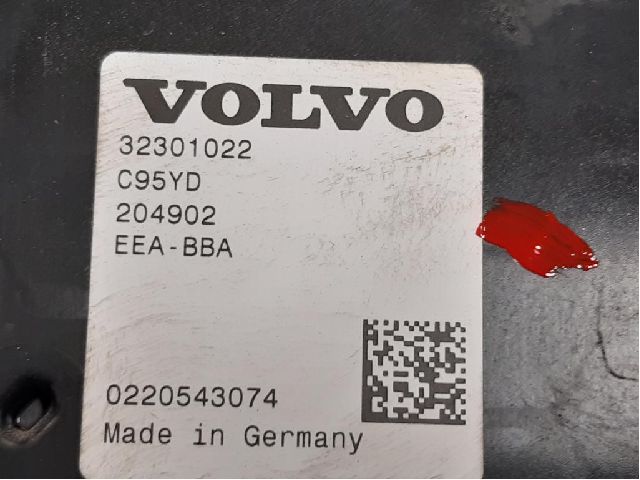 VOLVO
32301022
C95YD
204902
EEA-BBA
0220543074
Made in Germany